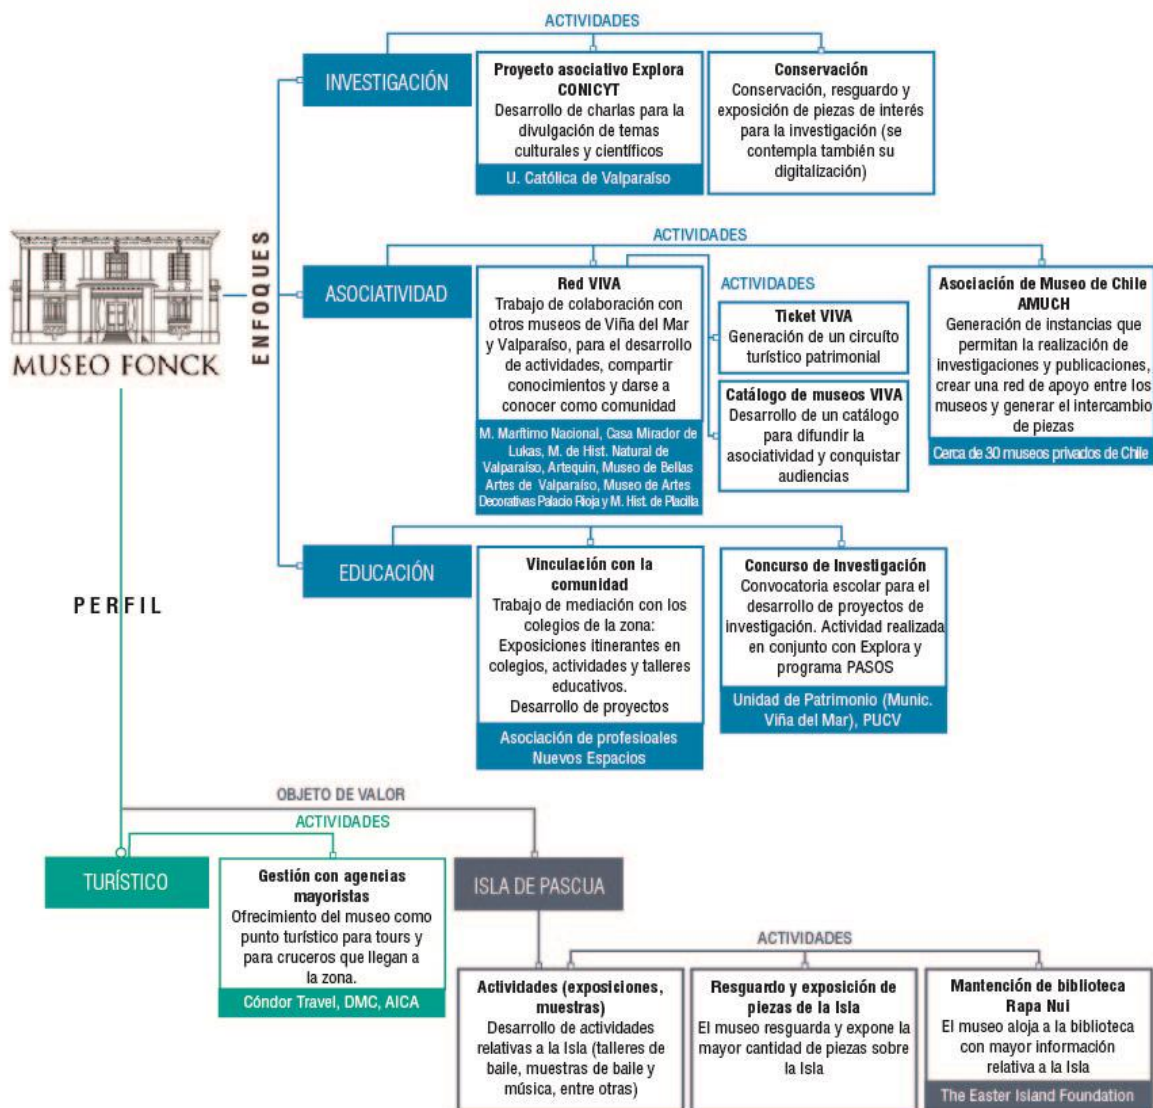 ACTIVIDADES
INVESTIGACIÓN
Proyecto asociativo Explora
CONICYT
Desarrollo de charlas para la
divulgación de temas
culturales y científicos
U. Católica de Valparaíso
Conservación
Conservación, resguardo y
exposición de piezas de interés
para la investigación (se
contempla también su
digitalización)
MUSEO FONCK
ENFOQUES
ACTIVIDADES
ASOCIATIVIDAD
Red VIVA
Trabajo de colaboración con
otros museos de Viña del Mar
y Valparaíso, para el desarrollo
de actividades, compartir
conocimientos y darse a
conocer como comunidad
M. Marítimo Nacional, Casa Mirador de
Lukas, M. de Hist. Natural de
Valparaíso, Artequin, Museo de Bellas
Artes de Valparaíso, Museo de Artes
Decorativas Palacio Rioja y M. Hist. de Placilla
ACTIVIDADES
Ticket VIVA
Generación de un circuíto
turístico patrimonial
Catálogo de museos VIVA
Desarrollo de un catálogo
para difundir la
asociatividad y conquistar
audiencias
Asociación de Museo de Chile
AMUCH
Generación de instancias que
permitan la realización de
investigaciones y publicaciones,
crear una red de apoyo entre los
museos y generar el intercambio
de piezas
Cerca de 30 museos privados de Chile
EDUCACIÓN
Vinculación con la
comunidad
Trabajo de mediación con los
colegios de la zona:
Exposiciones itinerantes en
colegios, actividades y talleres
educativos.
Desarrollo de proyectos
Asociación de profesioales
Nuevos Espacios
Concurso de Investigación
Convocatoria escolar para el
desarrollo de proyectos de
investigación. Actividad realizada
en conjunto con Explora y
programa PASOS
Unidad de Patrimonio (Munic.
Viña del Mar), PUCV
PERFIL
OBJETO DE VALOR
ACTIVIDADES
TURÍSTICO
Gestión con agencias
mayoristas
Ofrecimiento del museo como
punto turístico para tours y
para cruceros que llegan a
la zona.
Cóndor Travel, DMC, AICA
ISLA DE PASCUA
ACTIVIDADES
Actividades (exposiciones,
muestras)
Desarrollo de actividades
relativas a la Isla (talleres de
baile, muestras de baile y
música, entre otras)
Resguardo y exposición de
piezas de la Isla
El museo resguarda y expone la
mayor cantidad de piezas sobre
la Isla
Mantención de biblioteca
Rapa Nui
El museo aloja a la biblioteca
con mayor información
relativa a la Isla
The Easter Island Foundation